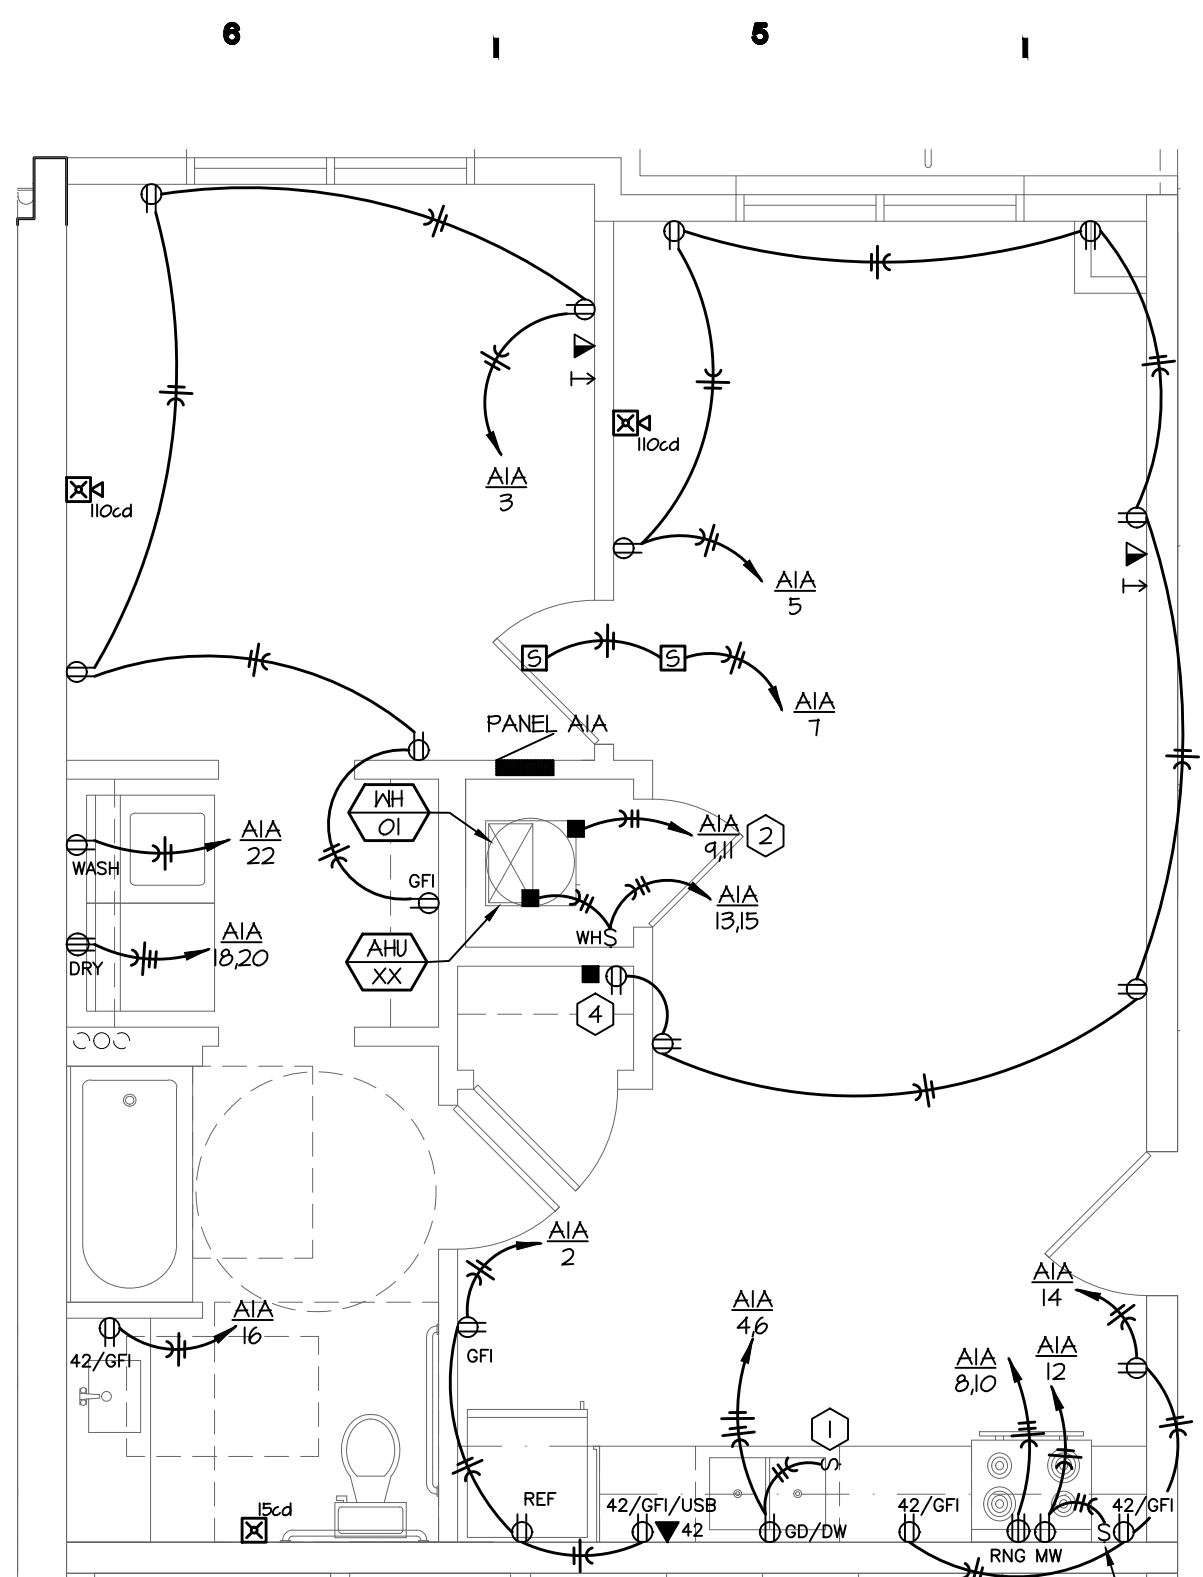 6
5
110cd
A1A
3
110cd
A1A
5
S
S
A1A
7
PANEL A1A
WH
01
A1A
9,11
2
A1A
22
WASH
GFI
A1A
13,15
WHS
A1A
18,20
DRY
AHU
XX
4
A1A
2
A1A
14
A1A
16
A1A
4,6
GFI
42/GFI
A1A
12
A1A
8,10
1
S
15cd
REF
42/GFI/USB
42
GD/DW
42/GFI
42/GFI
S
RNG MW